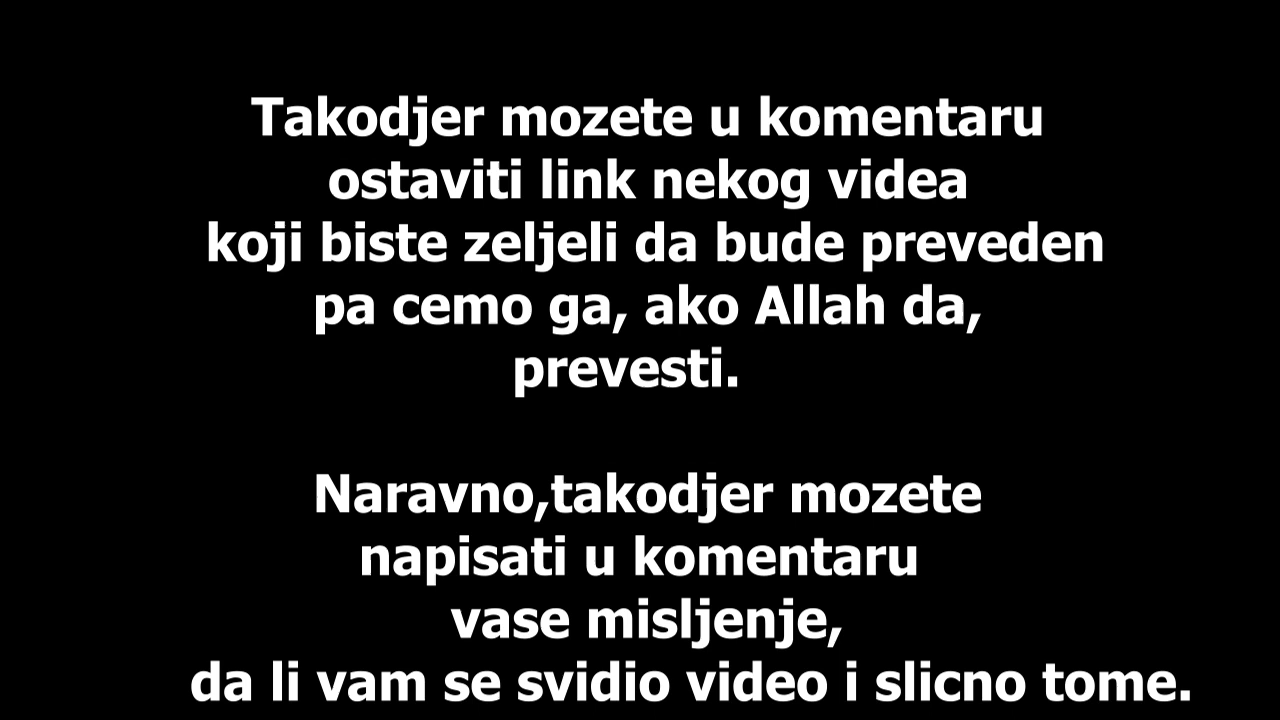 Takodjer mozete u komentaru
ostaviti link nekog videa
koji biste zeljeli da bude preveden
pa cemo ga, ako Allah da,
prevesti.
Naravno,takodjer mozete
napisati u komentaru
vase misljenje,
da li vam se svidio video i slicno tome.